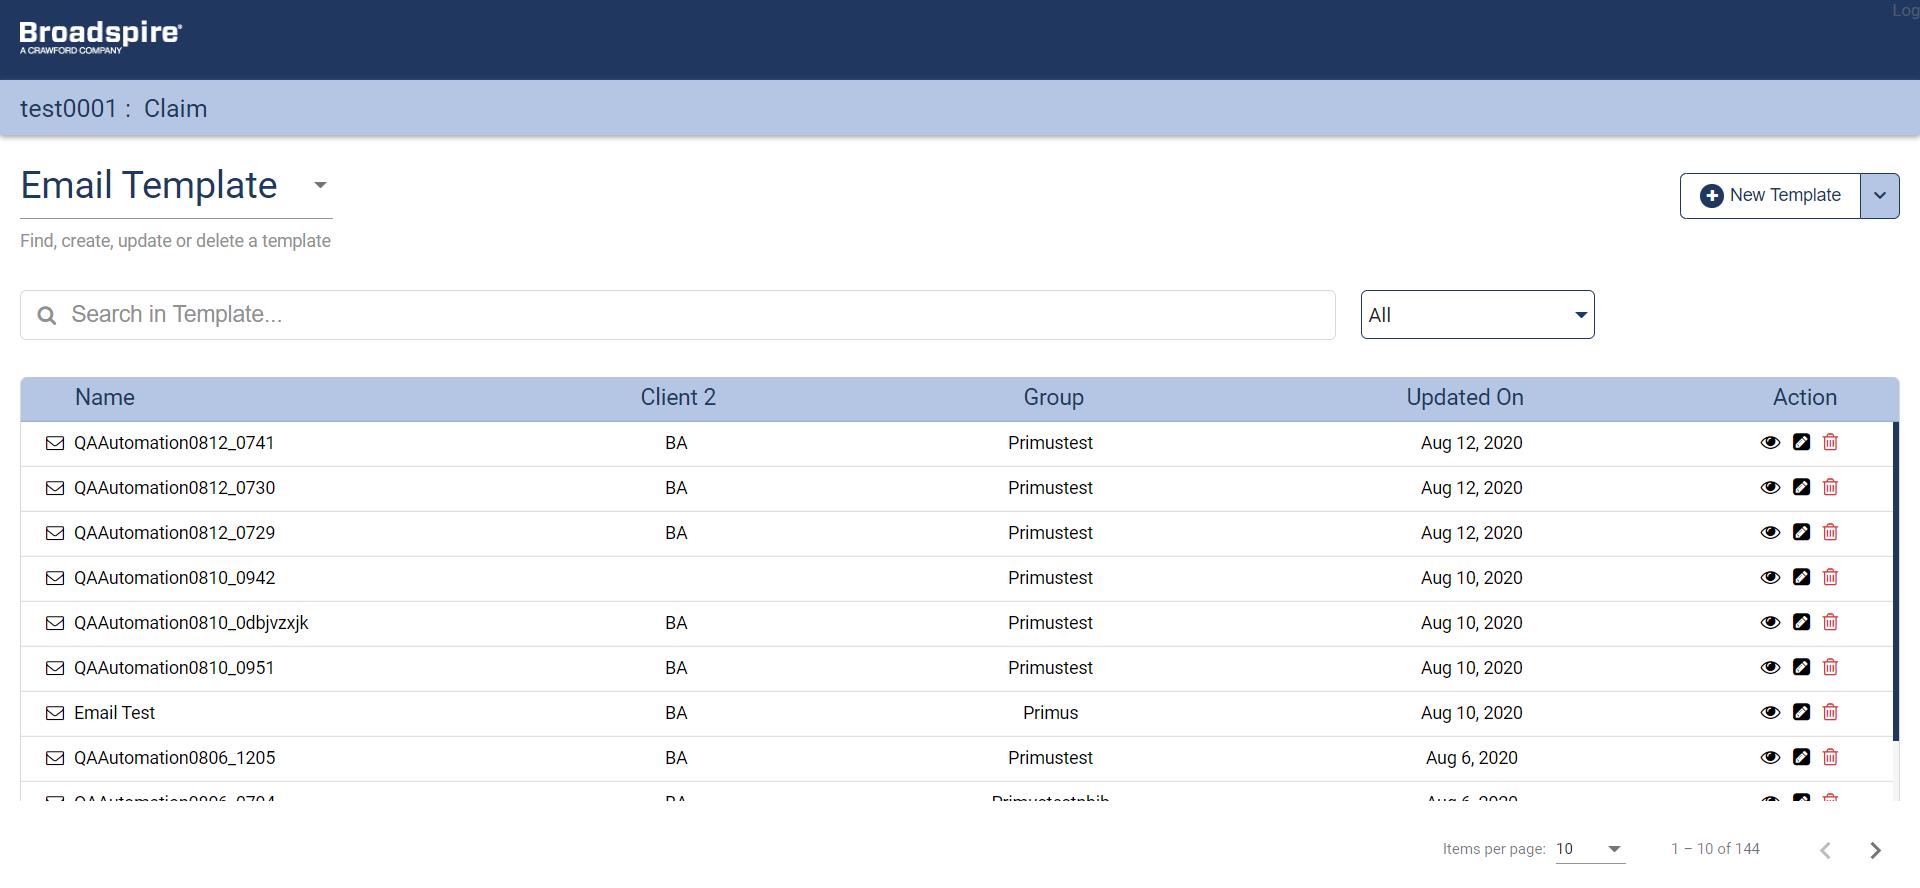 Log
Broadspire®
A CRAWFORD COMPANY
test0001 : Claim
Email Template
New Template
Find, create, update or delete a template
Search in Template...
All
Name Client 2 Group Updated On Action
QAAutomation0812_0741 BA Primustest Aug 12, 2020
QAAutomation0812_0730 BA Primustest Aug 12, 2020
QAAutomation0812_0729 BA Primustest Aug 12, 2020
QAAutomation0810_0942 Primustest Aug 10, 2020
QAAutomation0810_0dbjvzxjk BA Primustest Aug 10, 2020
QAAutomation0810_0951 BA Primustest Aug 10, 2020
Email Test BA Primus Aug 10, 2020
QAAutomation0806_1205 BA Primustest Aug 6, 2020
BA Aug 6, 2020
Items per page: 10 1 – 10 of 144